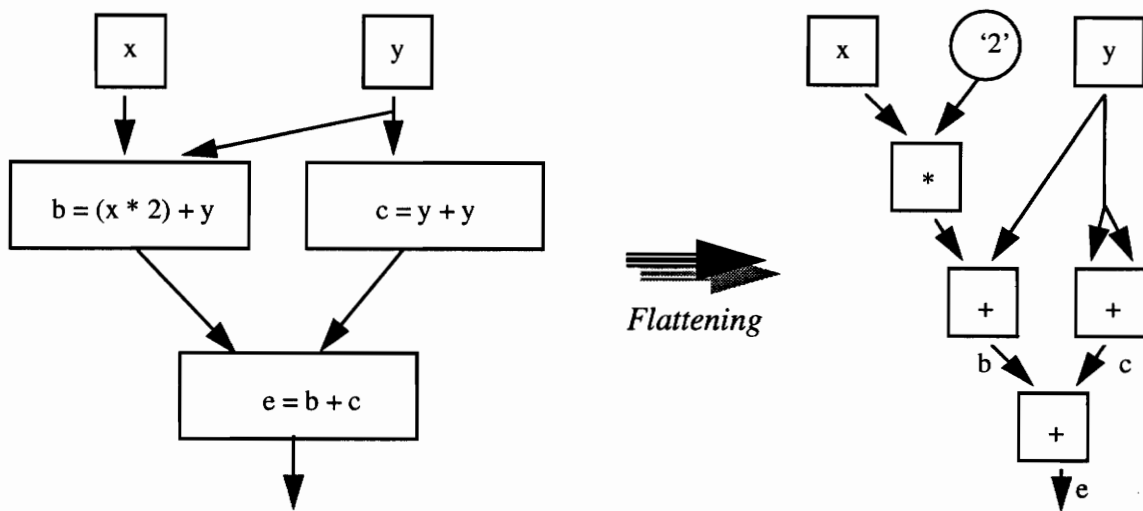 x
y
b = (x * 2) + y
c = y + y
e = b + c
Flattening
x
‘2’
y
*
+
+
b
c
+
e